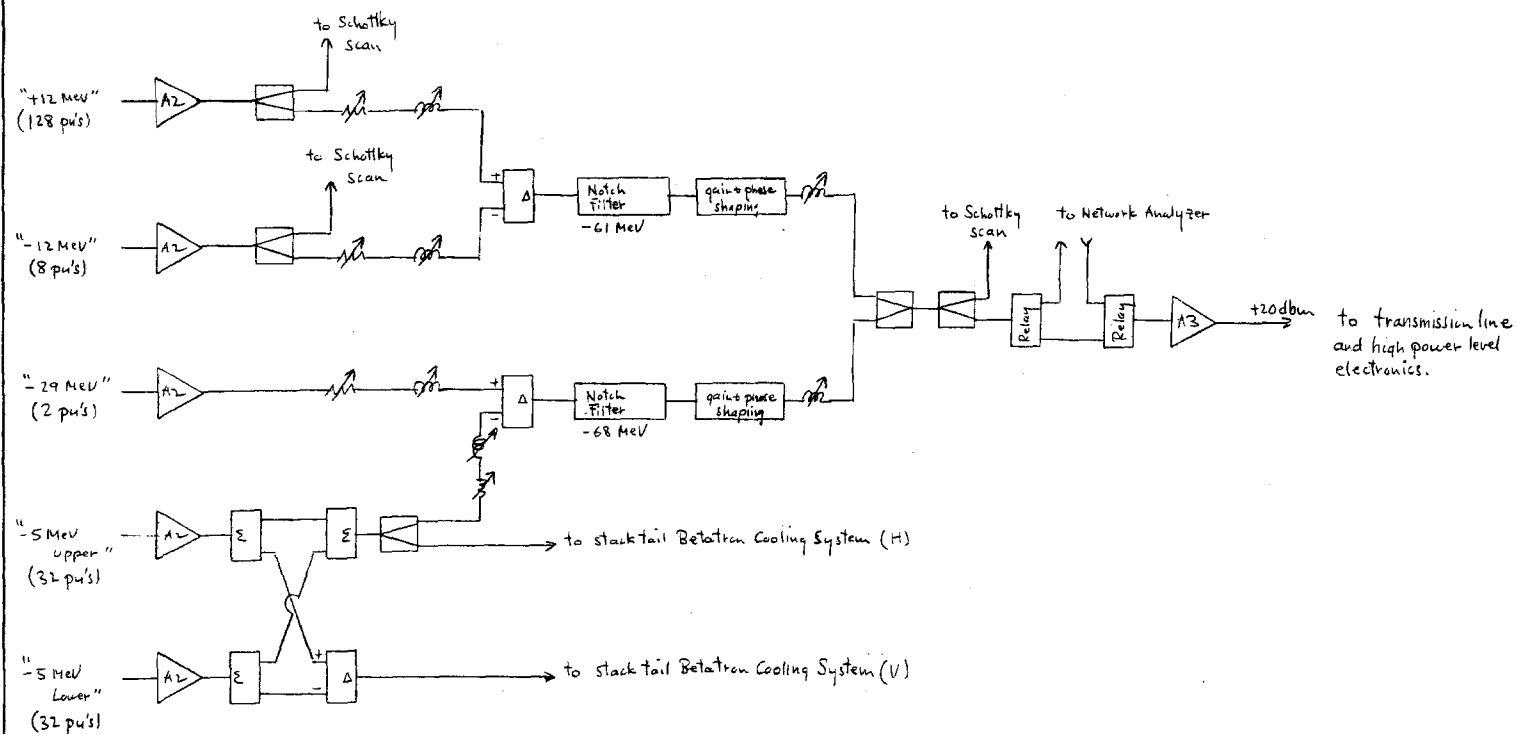 to Schottky
scan
"+12 MeV"
(128 pu's)
A2
to Schottky
scan
+
-
Δ
Notch
Filter
-61 MeV
gain+phase
shaping
"-12 MeV"
(8 pu's)
A2
to Schottky
scan
to Network Analyzer
Relay
Relay
A3
+20dbm
to transmission line
and high power level
electronics.
"-29 MeV"
(2 pu's)
A2
+
-
Δ
Notch
Filter
-68 MeV
gain+phase
shaping
"-5 MeV
upper"
(32 pu's)
A2
Σ
Σ
to stack tail Betatron Cooling System (H)
"-5 MeV
Lower"
(32 pu's)
A2
Σ
+
-
Δ
to stack tail Betatron Cooling System (V)